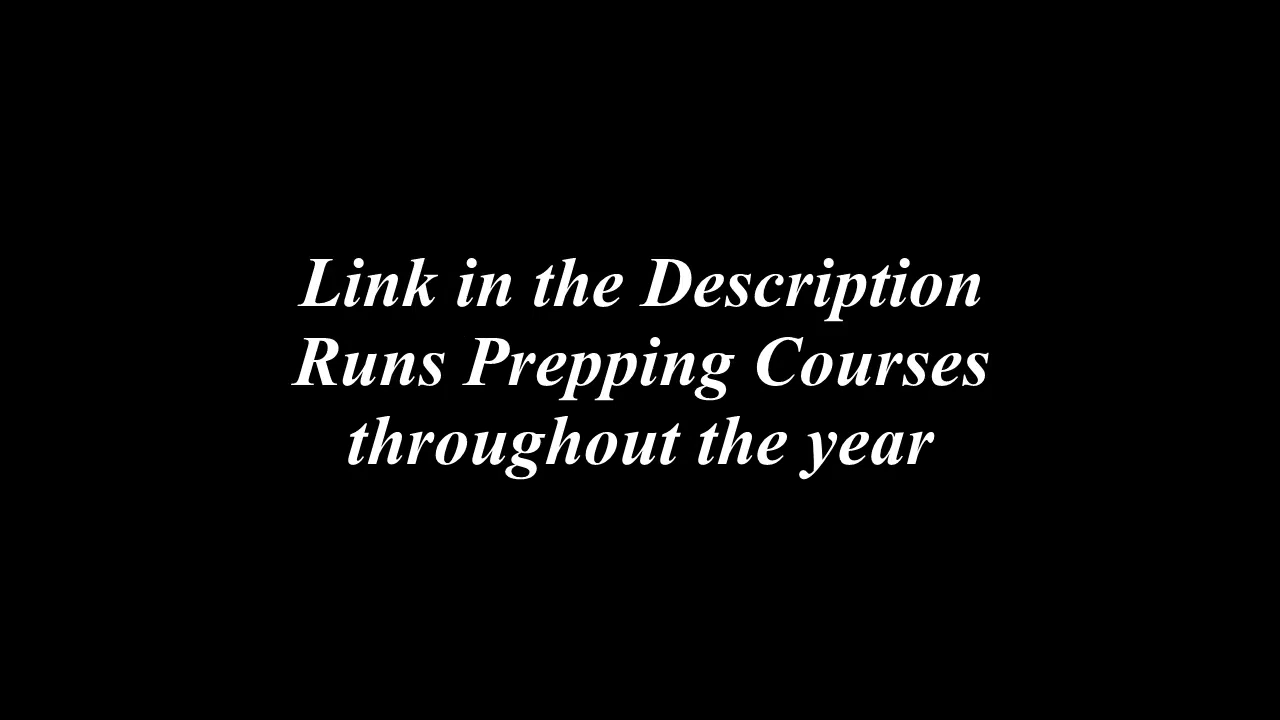 Link in the Description
Runs Prepping Courses
throughout the year